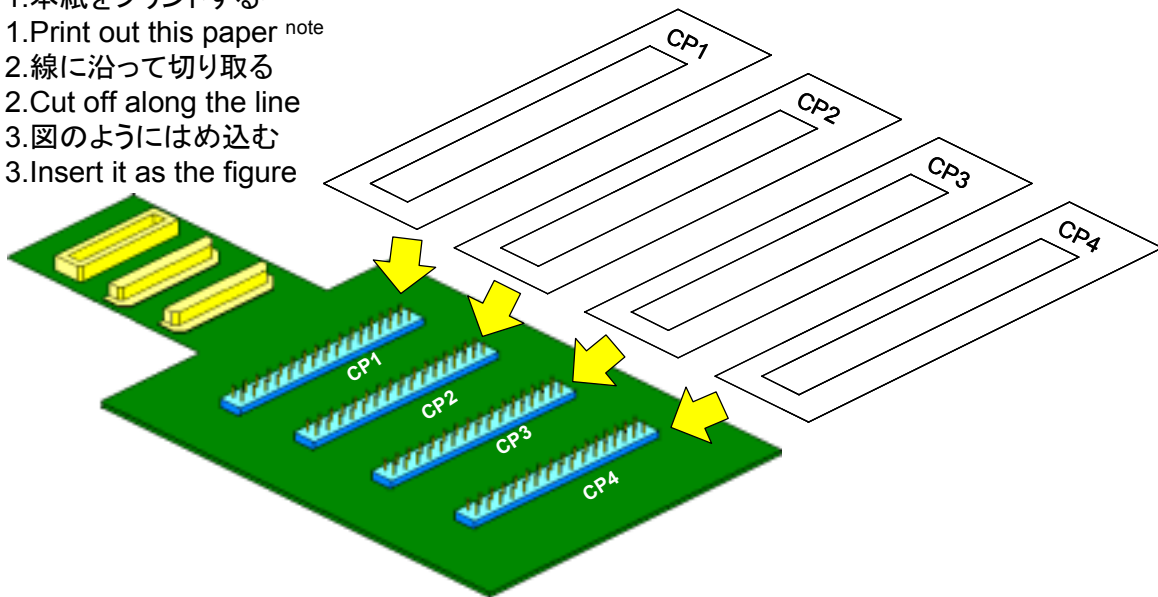 1.本紙をプリントする
1.Print out this paper note
2.線に沿って切り取る
2.Cut off along the line
3.図のようにはめ込む
3.Insert it as the figure
CP1
CP2
CP3
CP4
CP1
CP2
CP3
CP4